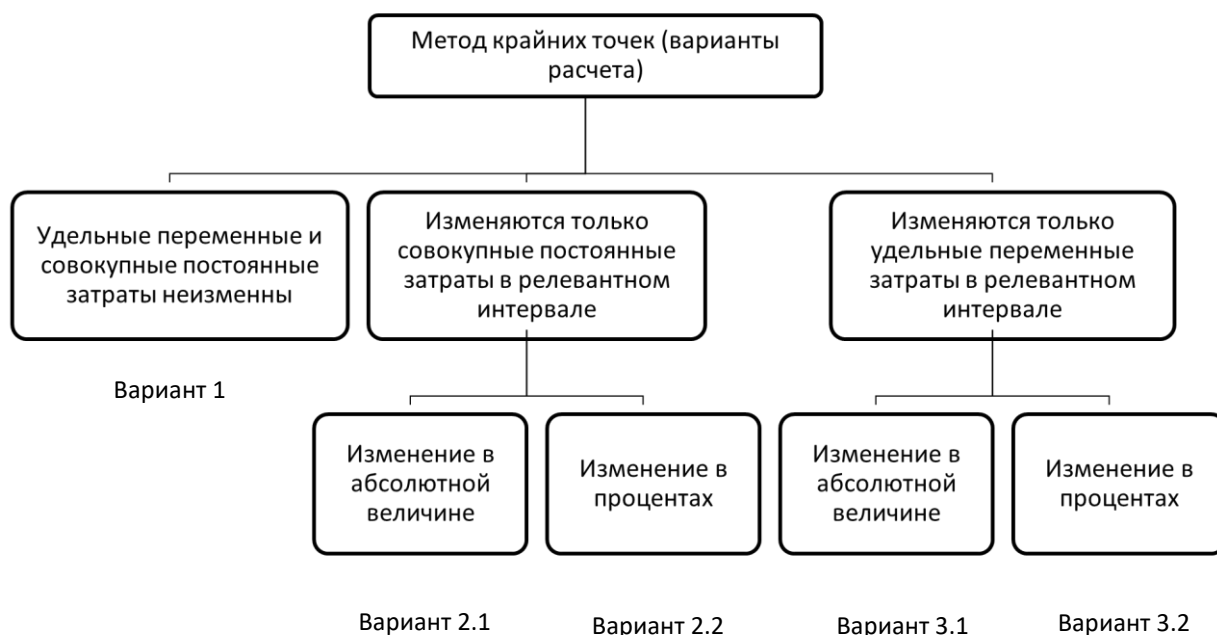 Метод крайних точек (варианты
расчета)
Удельные переменные и
совокупные постоянные
затраты неизменны
Изменяются только
совокупные постоянные
затраты в релевантном
интервале
Изменяются только
удельные переменные
затраты в релевантном
интервале
Вариант 1
Изменение в
абсолютной
величине
Изменение в
процентах
Изменение в
абсолютной
величине
Изменение в
процентах
Вариант 2.1
Вариант 2.2
Вариант 3.1
Вариант 3.2